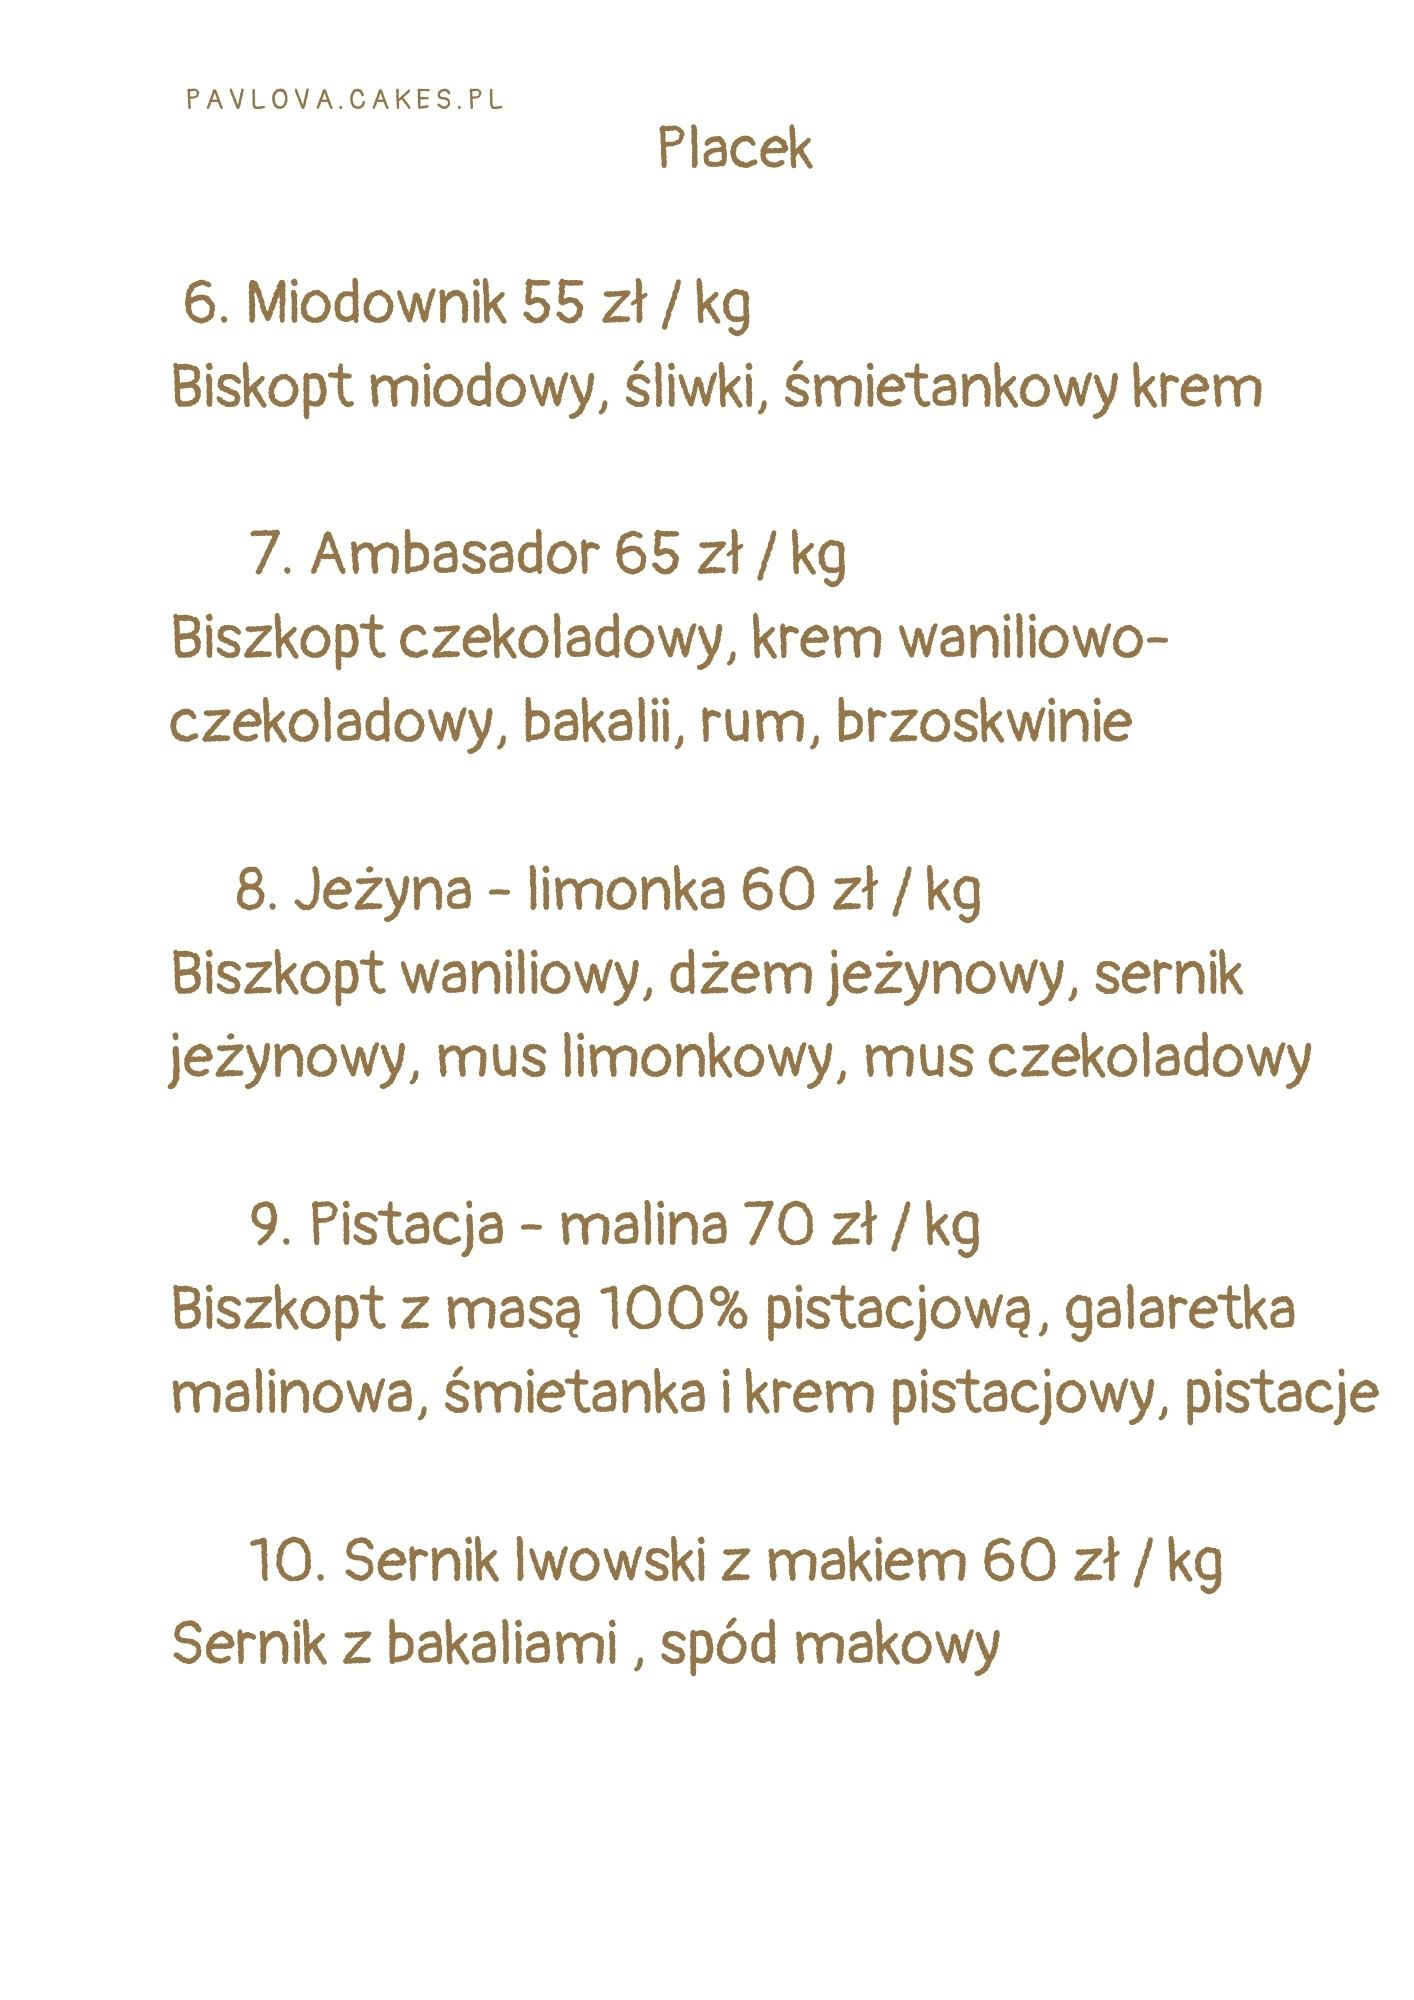 PAVLOVA.CAKES.PL
Placek
6. Miodownik 55 zł / kg
Biskopt miodowy, śliwki, śmietankowy krem
7. Ambasador 65 zł / kg
Biszkopt czekoladowy, krem waniliowo-
czekoladowy, bakalii, rum, brzoskwinie
8. Jeżyna - limonka 60 zł / kg
Biszkopt waniliowy, dżem jeżynowy, sernik
jeżynowy, mus limonkowy, mus czekoladowy
9. Pistacja - malina 70 zł / kg
Biszkopt z masą 100% pistacjową, galaretka
malinowa, śmietanka i krem pistacjowy, pistacje
10. Sernik lwowski z makiem 60 zł / kg
Sernik z bakaliami , spód makowy